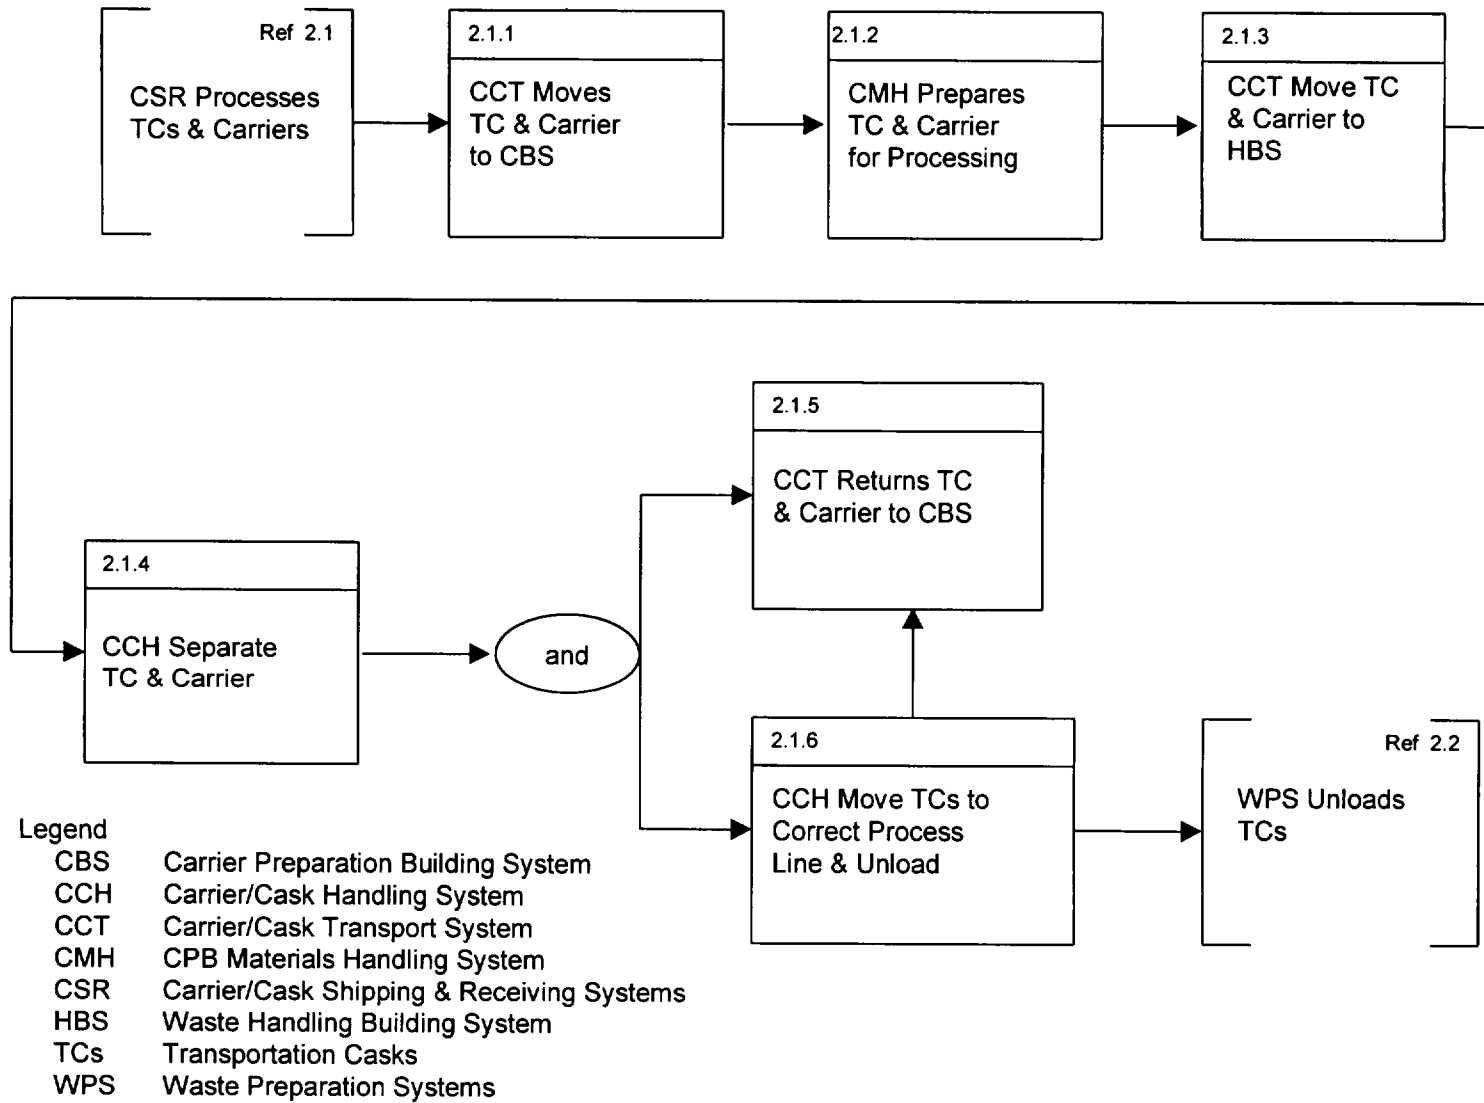 Ref 2.1
CSR Processes
TCs & Carriers
2.1.1
CCT Moves
TC & Carrier
to CBS
2.1.2
CMH Prepares
TC & Carrier
for Processing
2.1.3
CCT Move TC
& Carrier to
HBS
2.1.4
CCH Separate
TC & Carrier
and
2.1.5
CCT Returns TC
& Carrier to CBS
2.1.6
CCH Move TCs to
Correct Process
Line & Unload
Ref 2.2
WPS Unloads
TCs
Legend
CBS Carrier Preparation Building System
CCH Carrier/Cask Handling System
CCT Carrier/Cask Transport System
CMH CPB Materials Handling System
CSR Carrier/Cask Shipping & Receiving Systems
HBS Waste Handling Building System
TCs Transportation Casks
WPS Waste Preparation Systems